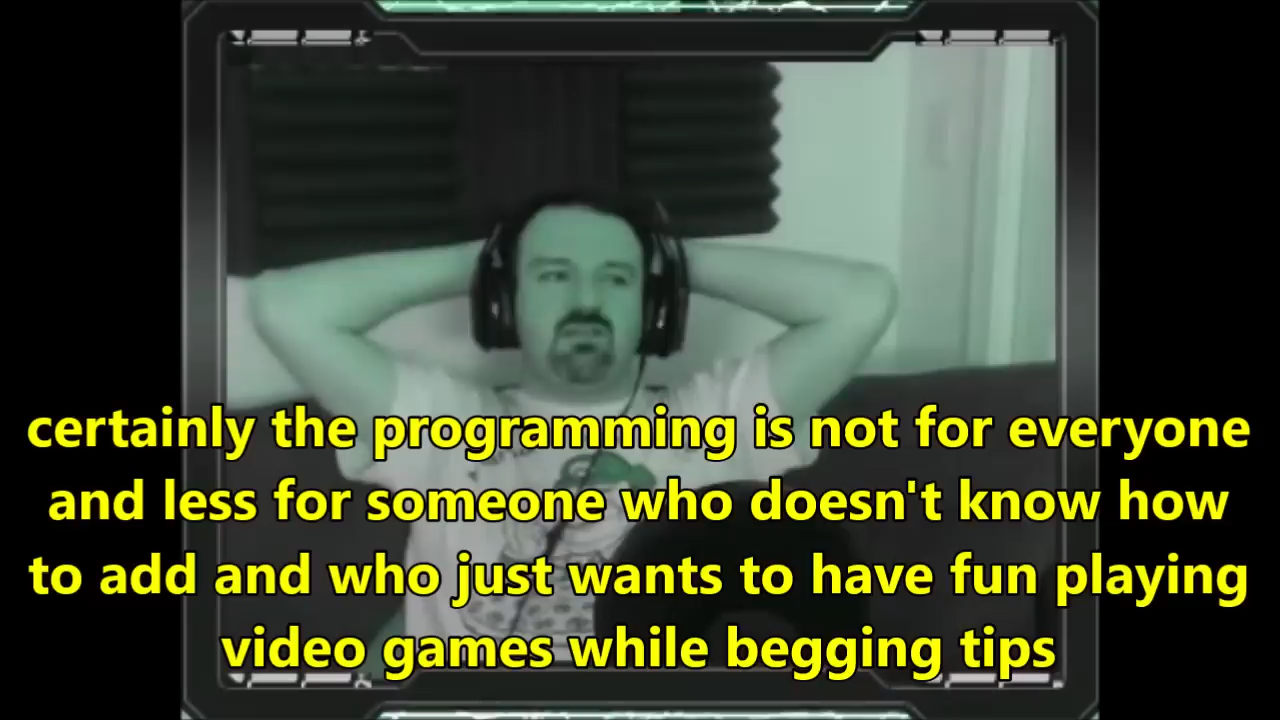 certainly the programming is not for everyone
and less for someone who doesn't know how
to add and who just wants to have fun playing
video games while begging tips